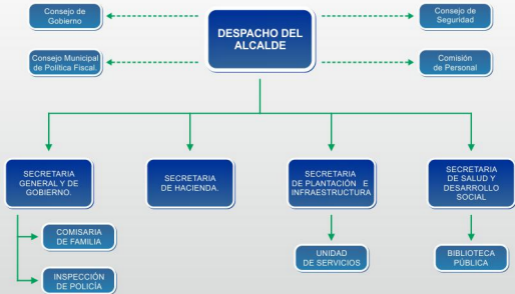 Consejo de
Gobierno
DESPACHO DEL
ALCALDE
Consejo de
Seguridad
Consejo Municipal
de Política Fiscal.
Comisión
de Personal
SECRETARIA
GENERAL Y DE
GOBIERNO.
SECRETARIA
DE HACIENDA.
SECRETARIA
DE PLANTACIÓN E
INFRAESTRUCTURA
SECRETARIA
DE SALUD Y
DESARROLLO
SOCIAL
COMISARIA
DE FAMILIA
INSPECCIÓN
DE POLICÍA
UNIDAD
DE SERVICIOS
BIBLIOTECA
PÚBLICA